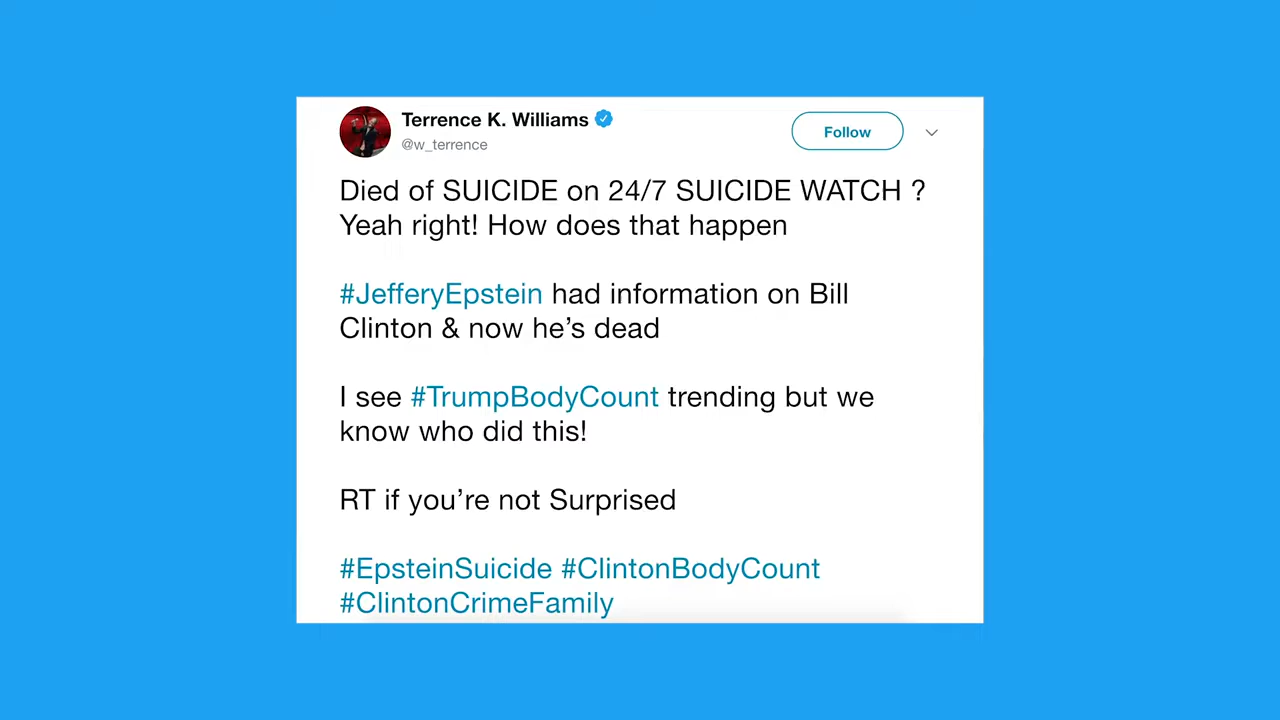 Terrence K. Williams
@w_terrence
Follow
Died of SUICIDE on 24/7 SUICIDE WATCH ?
Yeah right! How does that happen
#JefferyEpstein had information on Bill
Clinton & now he's dead
I see #TrumpBodyCount trending but we
know who did this!
RT if you're not Surprised
#EpsteinSuicide #ClintonBodyCount
#ClintonCrimeFamily